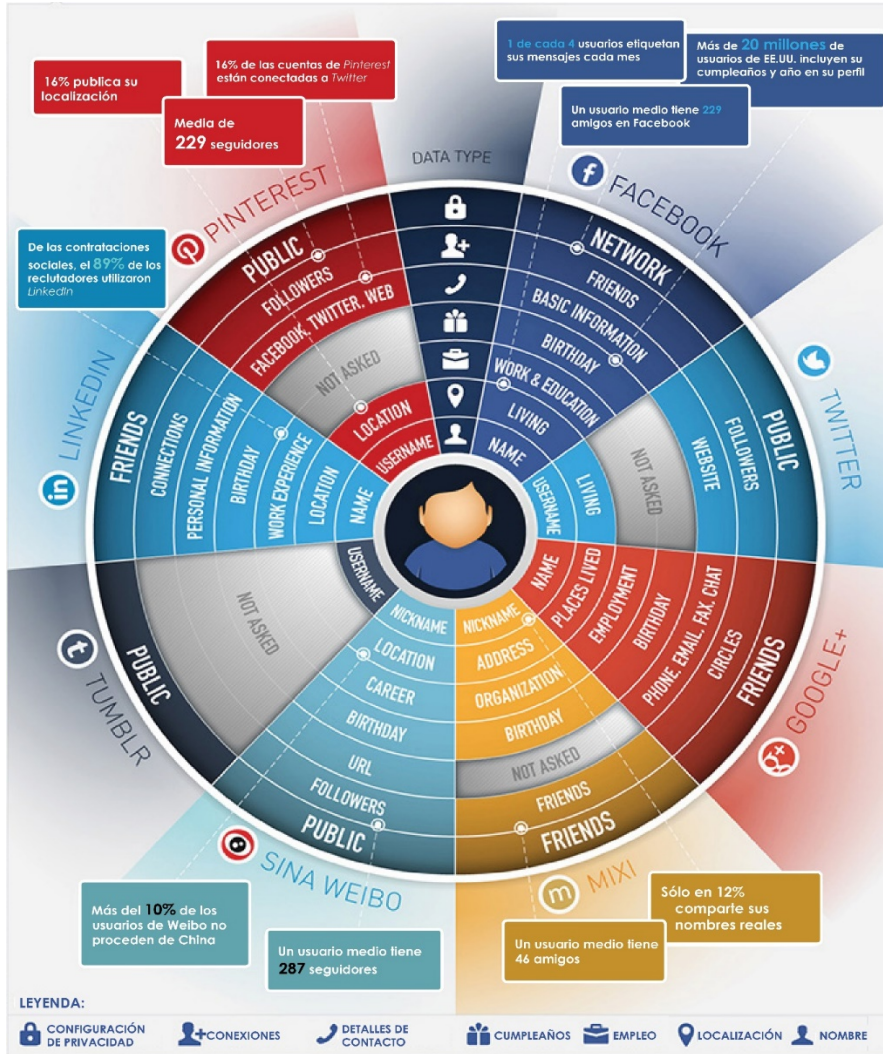 16% publica su
localización
16% de las cuentas de Pinterest
están conectadas a Twitter
Media de
229 seguidores
1 de cada 4 usuarios etiquetan
sus mensajes cada mes
Más de 20 millones de
usuarios de EE.UU. incluyen su
cumpleaños y año en su perfil
Un usuario medio tiene 229
amigos en Facebook
De las contrataciones
sociales, el 89% de los
reclutadores utilizaron
LinkedIn
DATA TYPE
FACEBOOK
NETWORK
FRIENDS
BASIC INFORMATION
BIRTHDAY
WORK & EDUCATION
LIVING
NAME
TWITTER
PUBLIC
FOLLOWERS
WEBSITE
NOT ASKED
LIVING
USERNAME
GOOGLE+
FRIENDS
CIRCLES
PHONE, EMAIL, FAX, CHAT
BIRTHDAY
EMPLOYMENT
PLACES LIVED
NAME
MIXI
NICKNAME
ADDRESS
ORGANIZATION
BIRTHDAY
NOT ASKED
FRIENDS
FRIENDS
m
SINA WEIBO
NICKNAME
LOCATION
CAREER
BIRTHDAY
URL
FOLLOWERS
PUBLIC
TUMBLR
t
PUBLIC
NOT ASKED
USERNAME
LINKEDIN
in
FRIENDS
CONNECTIONS
PERSONAL INFORMATION
BIRTHDAY
WORK EXPERIENCE
LOCATION
NAME
PINTEREST
PUBLIC
FOLLOWERS
FACEBOOK, TWITTER, WEB
NOT ASKED
LOCATION
USERNAME
Más del 10% de los
usuarios de Weibo no
proceden de China
Un usuario medio tiene
287 seguidores
Un usuario medio tiene
46 amigos
Sólo en 12%
comparte sus
nombres reales
LEYENDA:
CONFIGURACIÓN
DE PRIVACIDAD
CONEXIONES
DETALLES DE
CONTACTO
CUMPLEAÑOS
EMPLEO
LOCALIZACIÓN
NOMBRE